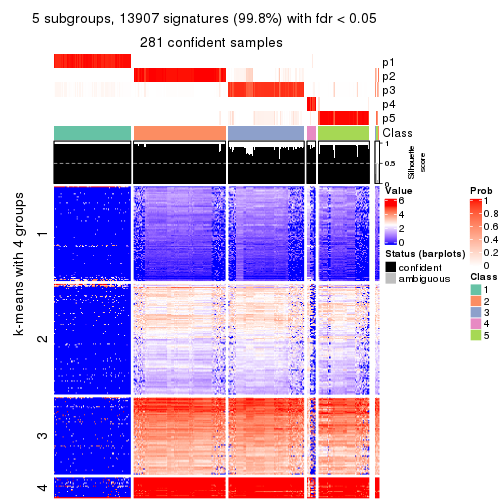 5 subgroups, 13907 signatures (99.8%) with fdr < 0.05
281 confident samples
p1
p2
p3
p4
p5
Class
1
0.5
0
Silhouette
score
k-means with 4 groups
1
2
3
4
Value
6
4
2
0
Status (barplots)
confident
ambiguous
Prob
1
0.8
0.6
0.4
0.2
0
Class
1
2
3
4
5